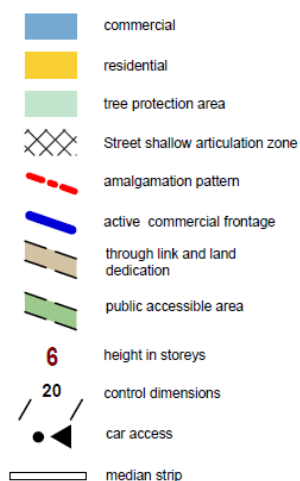 commercial
residential
tree protection area
Street shallow articulation zone
amalgamation pattern
active commercial frontage
through link and land
dedication
public accessible area
6 height in storeys
20 control dimensions
car access
median strip